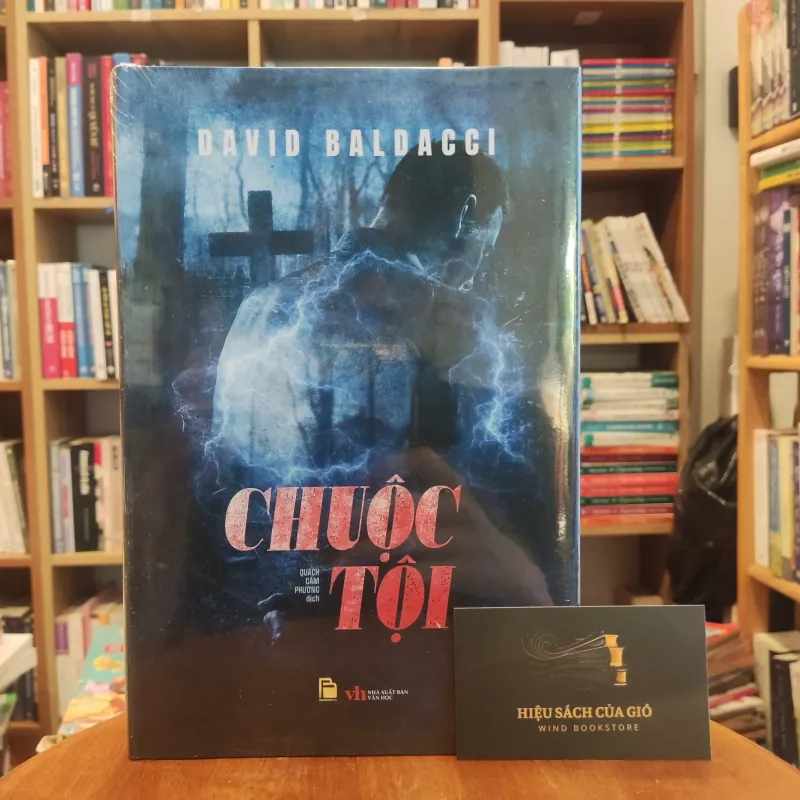 DAVID BALDACCI
CHUỘC
TỘI
QUÁCH
CẨM
PHƯƠNG
dịch
vh NHÀ XUẤT BẢN
VĂN HỌC
HIỆU SÁCH CỦA GIÓ
WIND BOOKSTORE